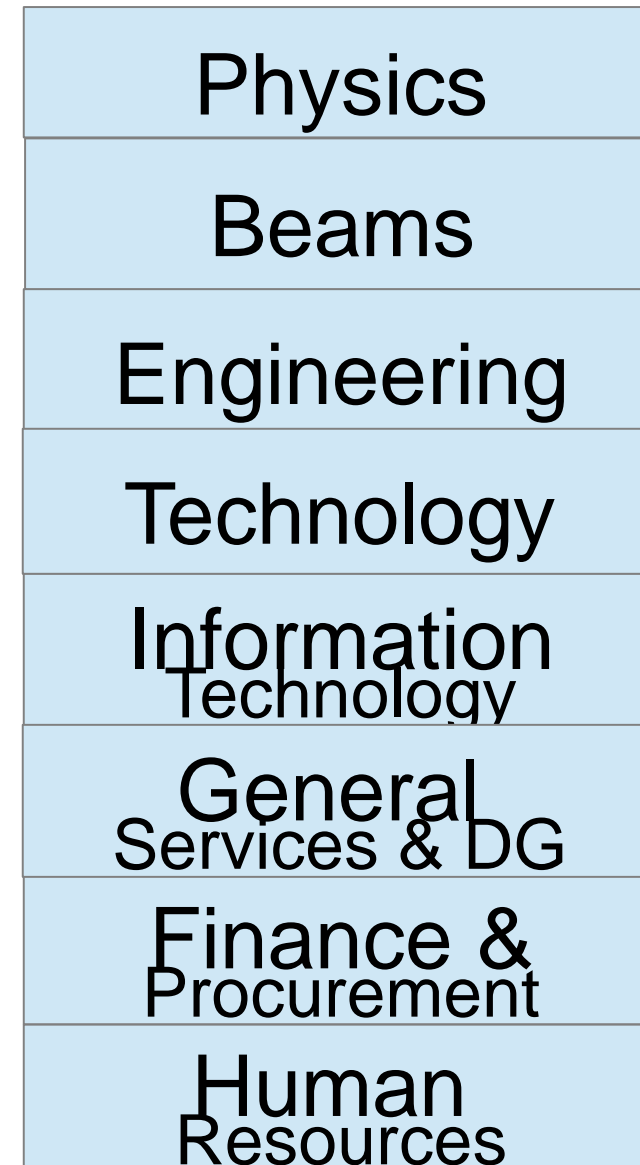 Physics
Beams
Engineering
Technology
Information
Technology
General
Services & DG
Finance &
Procurement
Human
Resources